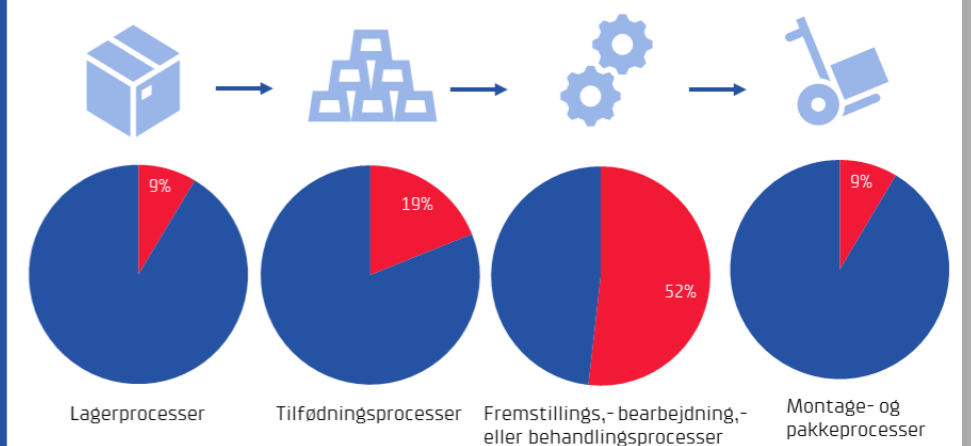 9%
19%
52%
9%
Lagerprocesser
Tilfødningsprocesser
Fremstillings,- bearbejdning,-
eller behandlingsprocesser
Montage- og
pakkeprocesser